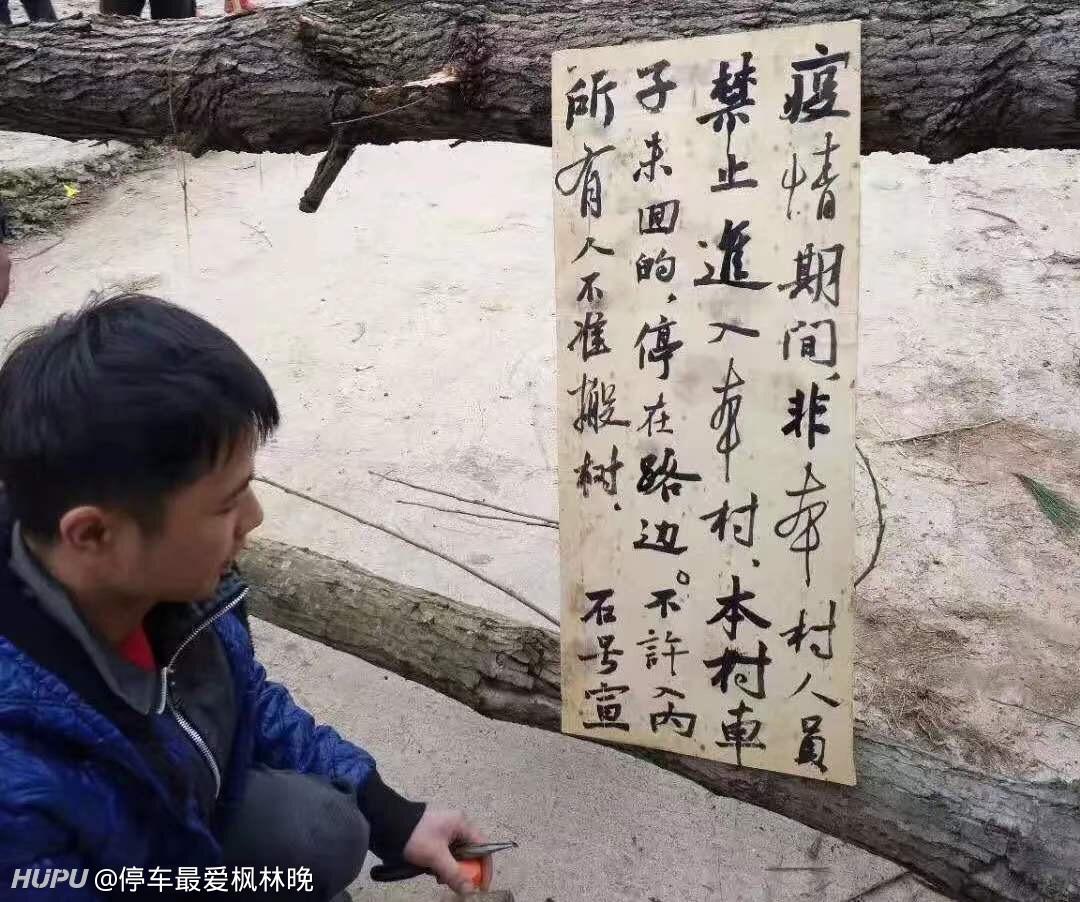 疫情期间,非本村人员
禁止進入本村、本村車
子未回的,停在路边。不許入内
所有人不准搬树、
石号宣
HUPU @停车最爱枫林晚